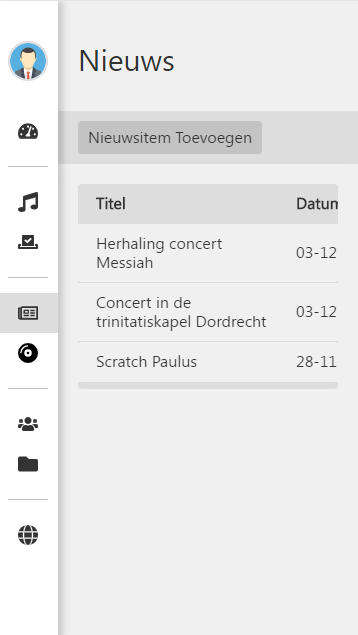 Nieuws
Nieuwsitem Toevoegen
Titel Datum
Herhaling concert
Messiah 03-12
Concert in de
trinitatiskapel Dordrecht 03-12
Scratch Paulus 28-11